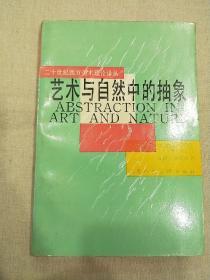 二十世纪西方美术理论译丛
艺术与自然中的抽象
ABSTRACTION IN
ART AND NATURE